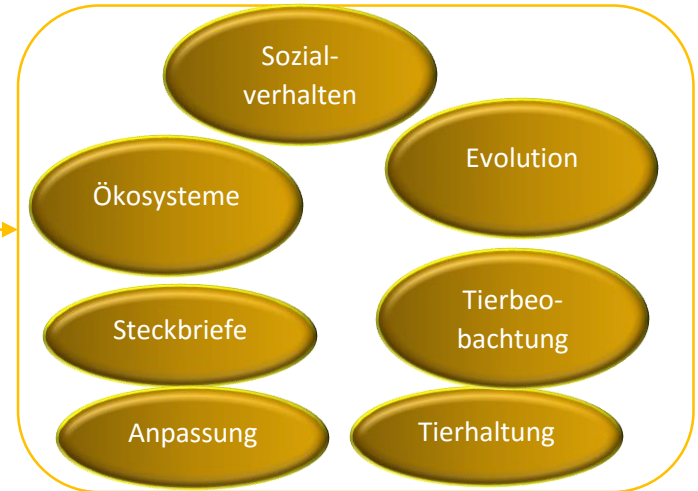 Sozial-
verhalten
Evolution
Ökosysteme
Tierbeo-
bachtung
Steckbriefe
Anpassung
Tierhaltung